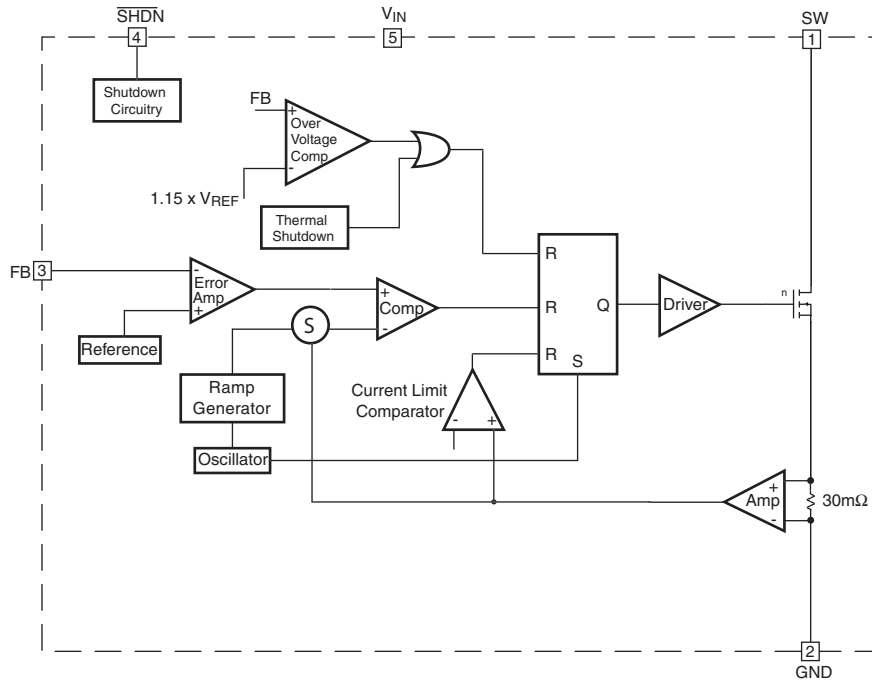 SHDN
4
VIN
5
SW
1
Shutdown
Circuitry
FB
+
Over
Voltage
Comp
-
1.15 x VREF
Thermal
Shutdown
R
FB
3
-
Error
Amp
+
+
Comp
-
S
R
Q
Driver
n
Reference
R
S
Ramp
Generator
Current Limit
Comparator
-
+
Oscillator
+
Amp
-
30mΩ
2
GND